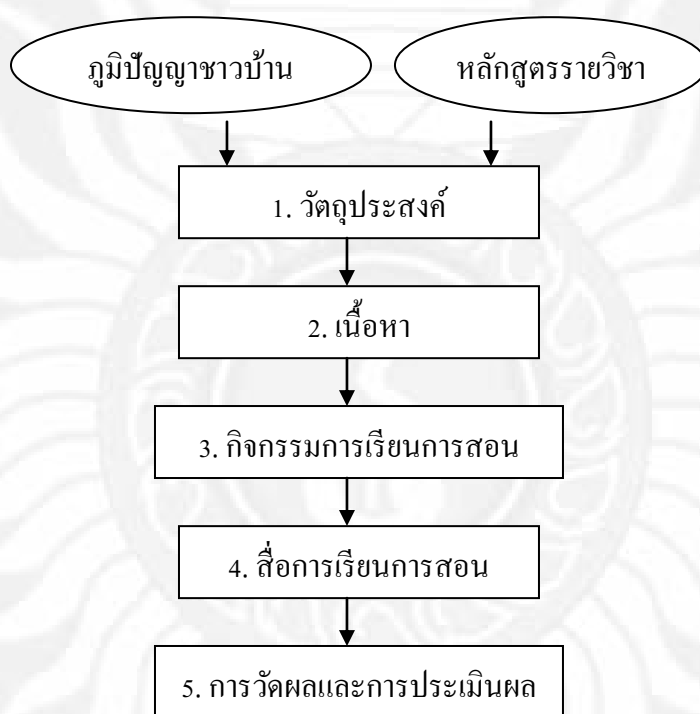 ภูมิปัญญาชาวบ้าน
หลักสูตรรายวิชา
1. วัตถุประสงค์
2. เนื้อหา
3. กิจกรรมการเรียนการสอน
4. สื่อการเรียนการสอน
5. การวัดผลและการประเมินผล